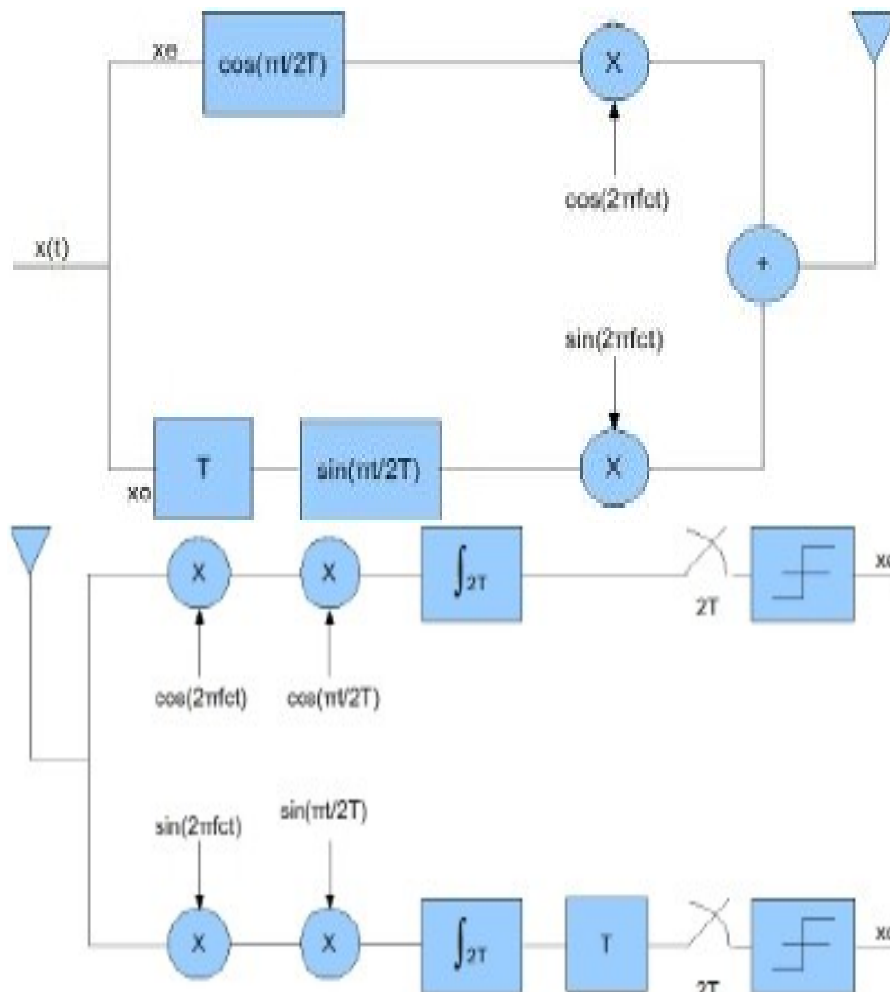 xe
cos(πt/2T)
X
cos(2πfct)
x(t)
+
sin(2πfct)
X
T
sin(πt/2T)
xo
X
X
∫2T
2T
cos(2πfct)
cos(πt/2T)
sin(2πfct)
sin(πt/2T)
X
X
∫2T
T
2T